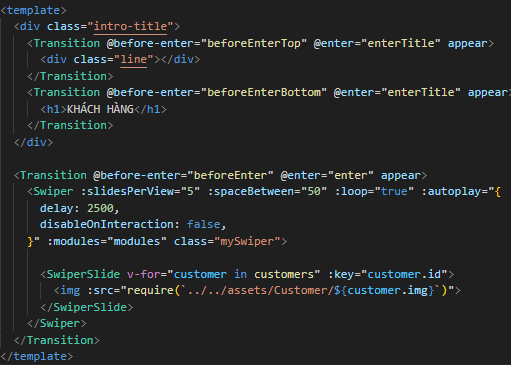 <template>
<div class="intro-title">
<Transition @before-enter="beforeEnterTop" @enter="enterTitle" appear>
<div class="line"></div>
</Transition>
<Transition @before-enter="beforeEnterBottom" @enter="enterTitle" appear>
<h1>KHÁCH HÀNG</h1>
</Transition>
</div>
<Transition @before-enter="beforeEnter" @enter="enter" appear>
<Swiper :slidesPerView="5" :spaceBetween="50" :loop="true" :autoplay="{
delay: 2500,
disableOnInteraction: false,
}" :modules="modules" class="mySwiper">
<SwiperSlide v-for="customer in customers" :key="customer.id">
<img :src="require(`../../assets/Customer/${customer.img}`)">
</SwiperSlide>
</Swiper>
</Transition>
</template>